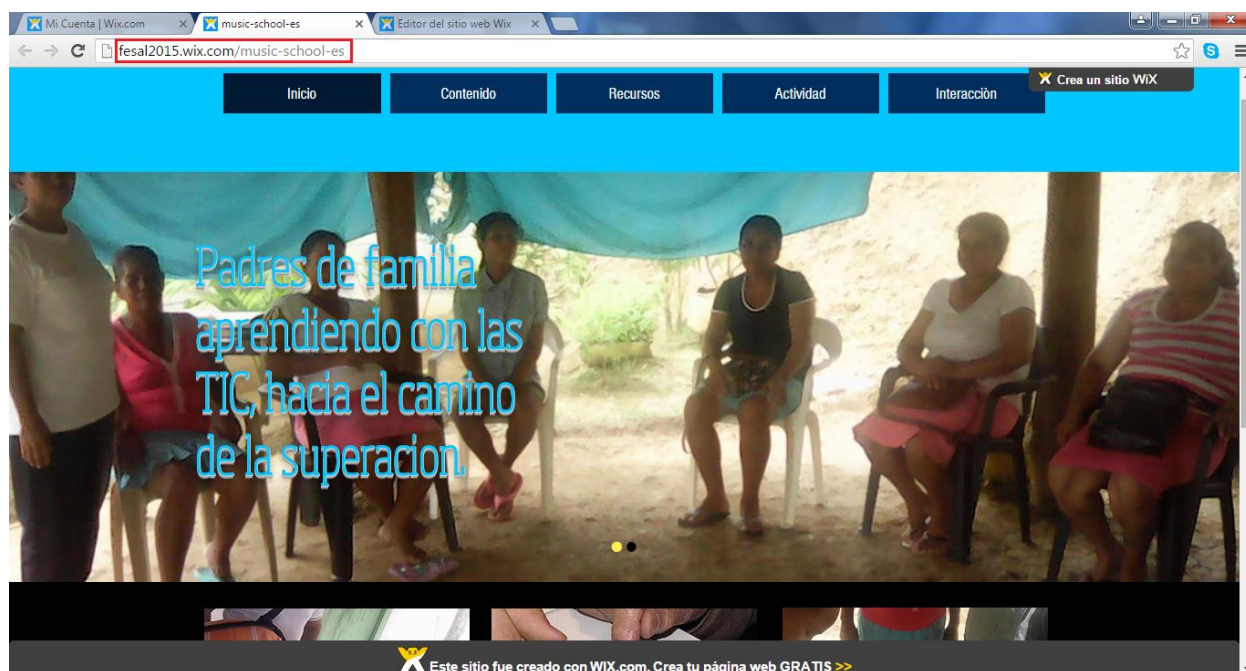 Mi Cuenta | Wix.com
music-school-es
Editor del sitio web Wix
fesal2015.wix.com/music-school-es
Inicio
Contenido
Recursos
Actividad
Interacciòn
Crea un sitio WiX
Padres de familia
aprendiendo con las
TIC, hacia el camino
de la superacion.
Este sitio fue creado con WIX.com. Crea tu página web GRATIS >>